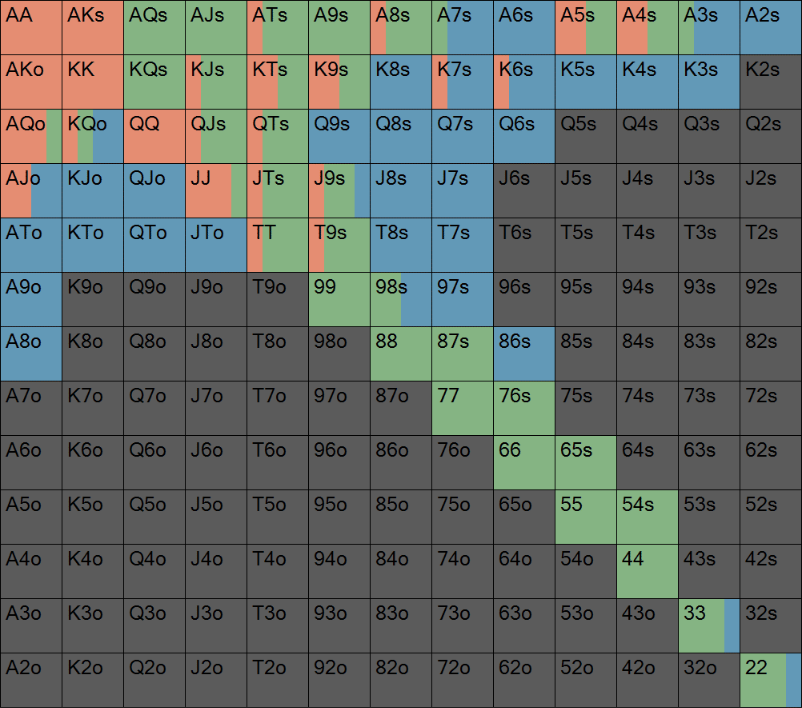 AA AKs AQs AJs ATs A9s A8s A7s A6s A5s A4s A3s A2s
AKo KK KQs KJs KTs K9s K8s K7s K6s K5s K4s K3s K2s
AQo KQo QQ QJs QTs Q9s Q8s Q7s Q6s Q5s Q4s Q3s Q2s
AJo KJo QJo JJ JTs J9s J8s J7s J6s J5s J4s J3s J2s
ATo KTo QTo JTo TT T9s T8s T7s T6s T5s T4s T3s T2s
A9o K9o Q9o J9o T9o 99 98s 97s 96s 95s 94s 93s 92s
A8o K8o Q8o J8o T8o 98o 88 87s 86s 85s 84s 83s 82s
A7o K7o Q7o J7o T7o 97o 87o 77 76s 75s 74s 73s 72s
A6o K6o Q6o J6o T6o 96o 86o 76o 66 65s 64s 63s 62s
A5o K5o Q5o J5o T5o 95o 85o 75o 65o 55 54s 53s 52s
A4o K4o Q4o J4o T4o 94o 84o 74o 64o 54o 44 43s 42s
A3o K3o Q3o J3o T3o 93o 83o 73o 63o 53o 43o 33 32s
A2o K2o Q2o J2o T2o 92o 82o 72o 62o 52o 42o 32o 22